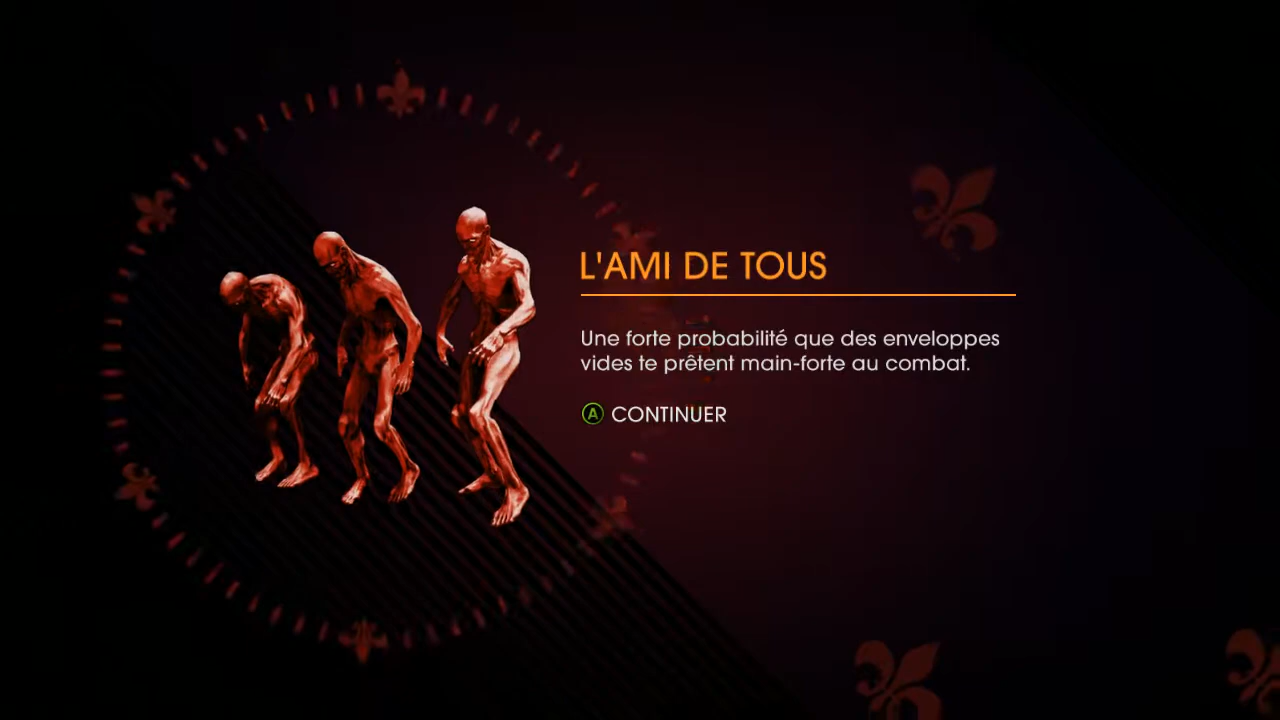 L'AMI DE TOUS
Une forte probabilité que des enveloppes
vides te prêtent main-forte au combat.
A CONTINUER